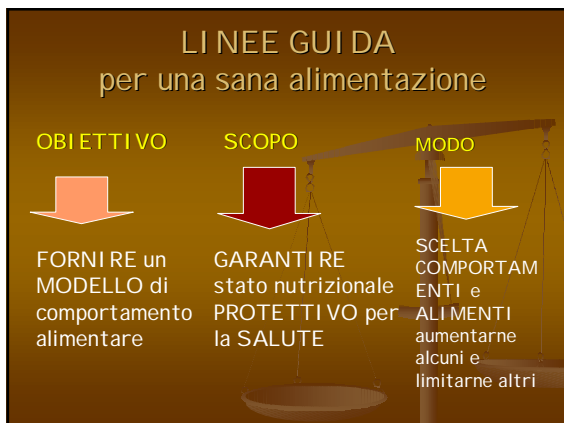 LINEE GUIDA
per una sana alimentazione
OBIETTIVO
SCOPO
MODO
FORNIRE un
MODELLO di
comportamento
alimentare
GARANTIRE
stato nutrizionale
PROTETTIVO per
la SALUTE
SCELTA
COMPORTAM
ENTI e
ALIMENTI
aumentarne
alcuni e
limitarne altri